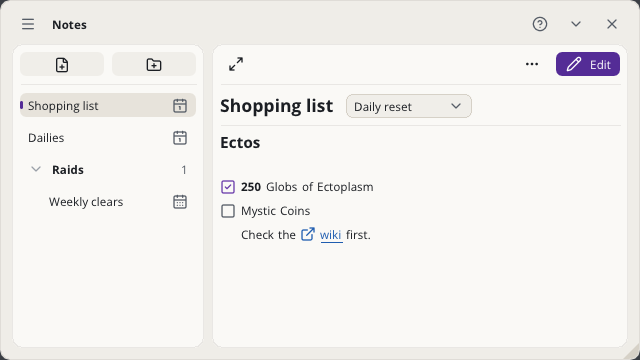 Notes
Edit
Shopping list
Dailies
Raids 1
Weekly clears
Shopping list Daily reset
Ectos
250 Globs of Ectoplasm
Mystic Coins
Check the wiki first.